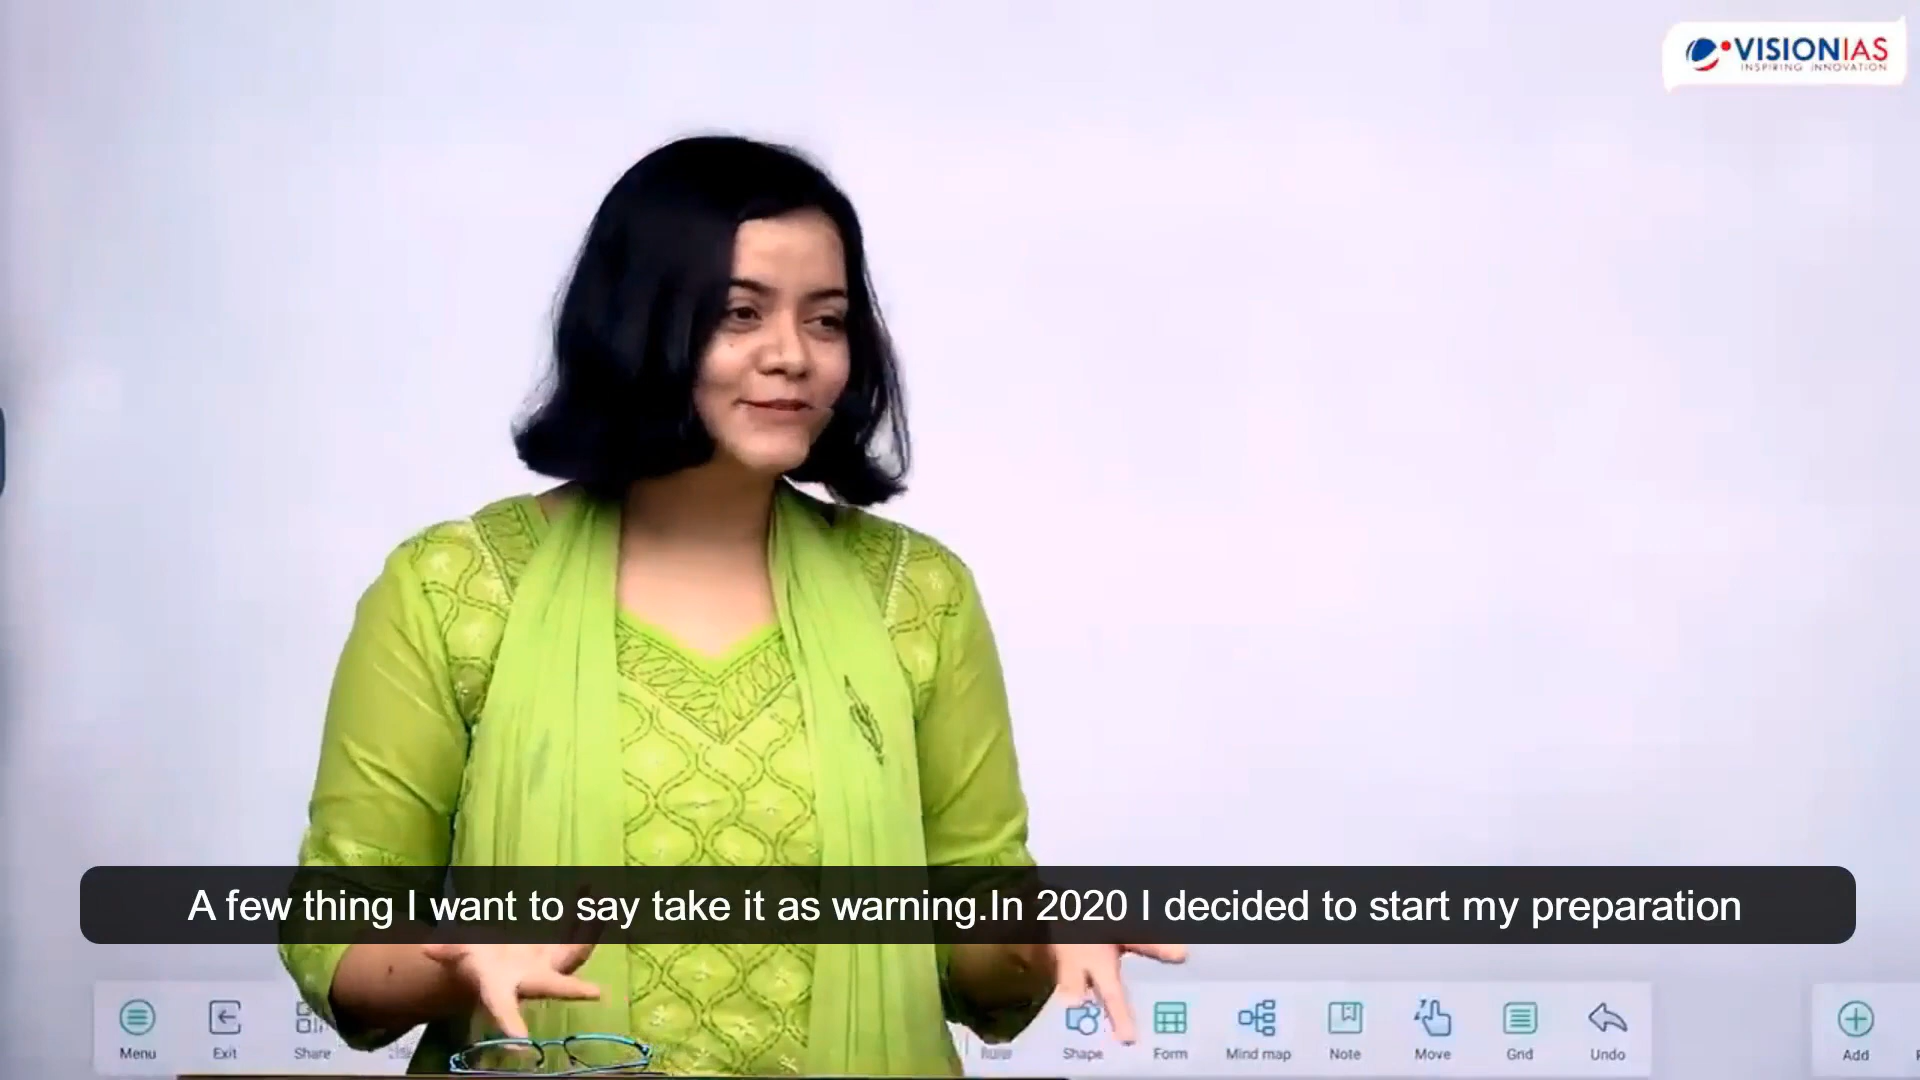 VISIONIAS
INSPIRING INNOVATION
A few thing I want to say take it as warning.In 2020 I decided to start my preparation
Menu
Exit
Share
Shape
Form
Mind map
Note
Move
Grid
Undo
Add